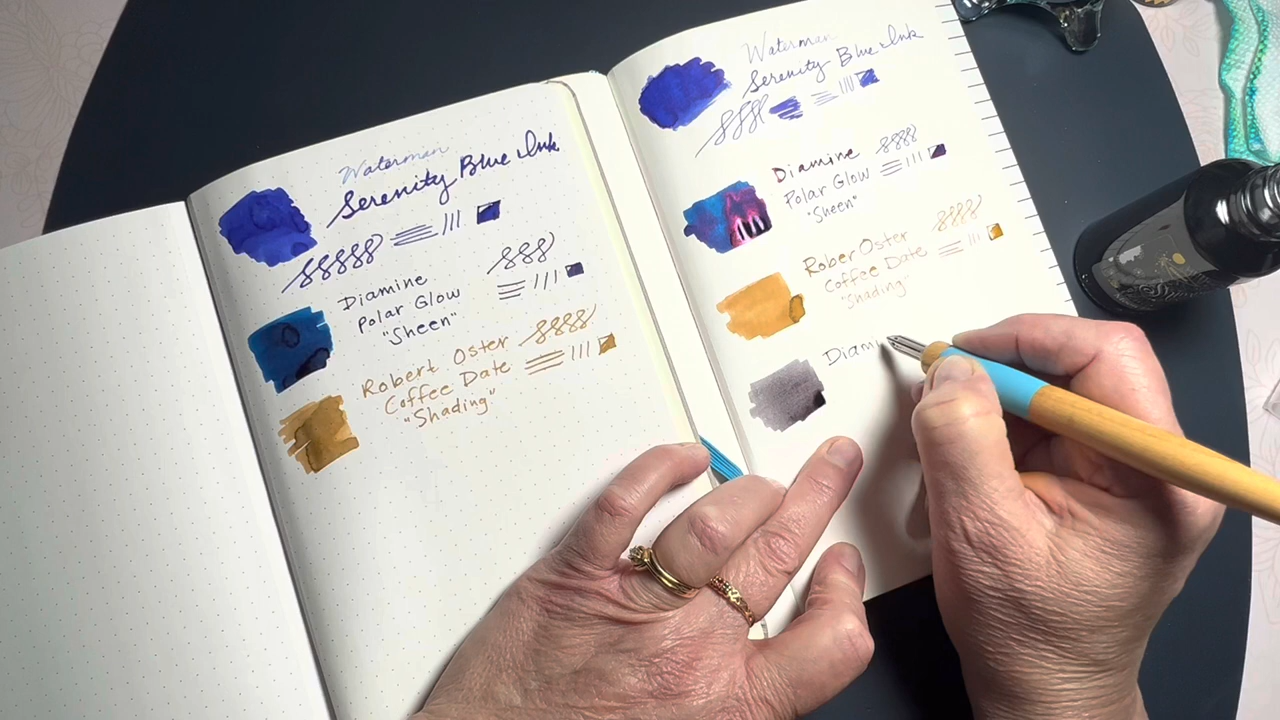 Waterman
Serenity Blue Ink
Diamine
Polar Glow
"Sheen"
Robert Oster
Coffee Date
"Shading"
Waterman
Serenity Blue Ink
Diamine
Polar Glow
"Sheen"
Rober Oster
Coffee Date
"Shading"
Diami